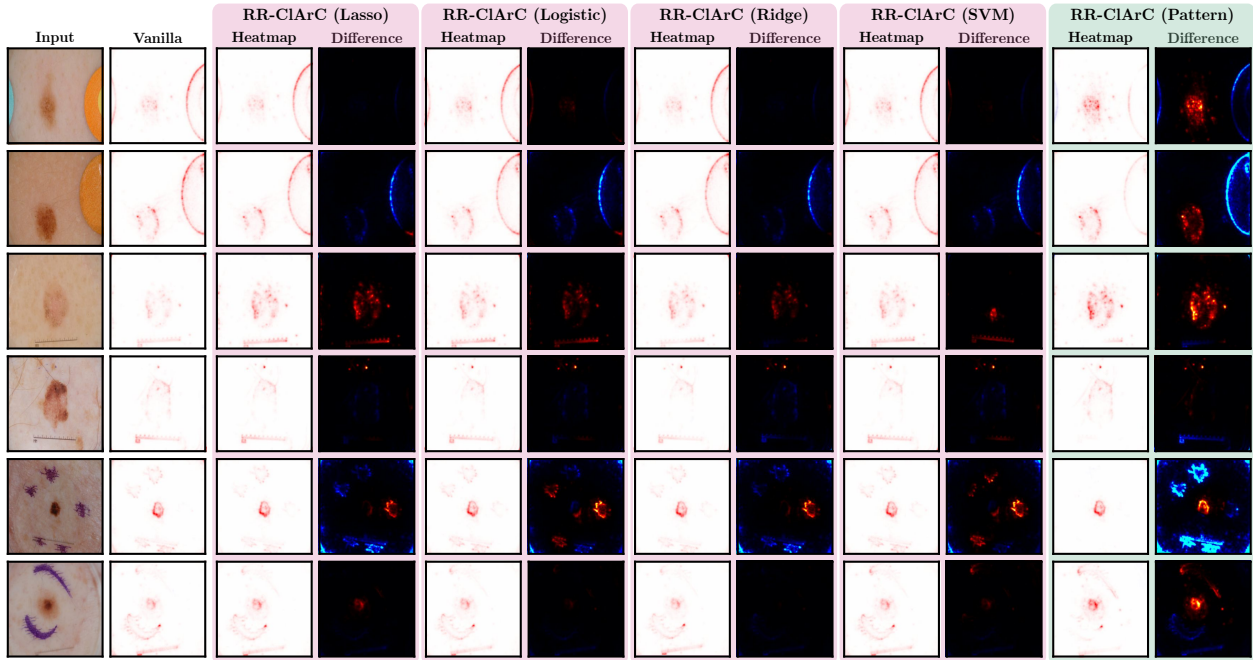 RR-ClArC (Lasso) RR-ClArC (Logistic) RR-ClArC (Ridge) RR-ClArC (SVM) RR-ClArC (Pattern)
Input Vanilla Heatmap Difference Heatmap Difference Heatmap Difference Heatmap Difference Heatmap Difference